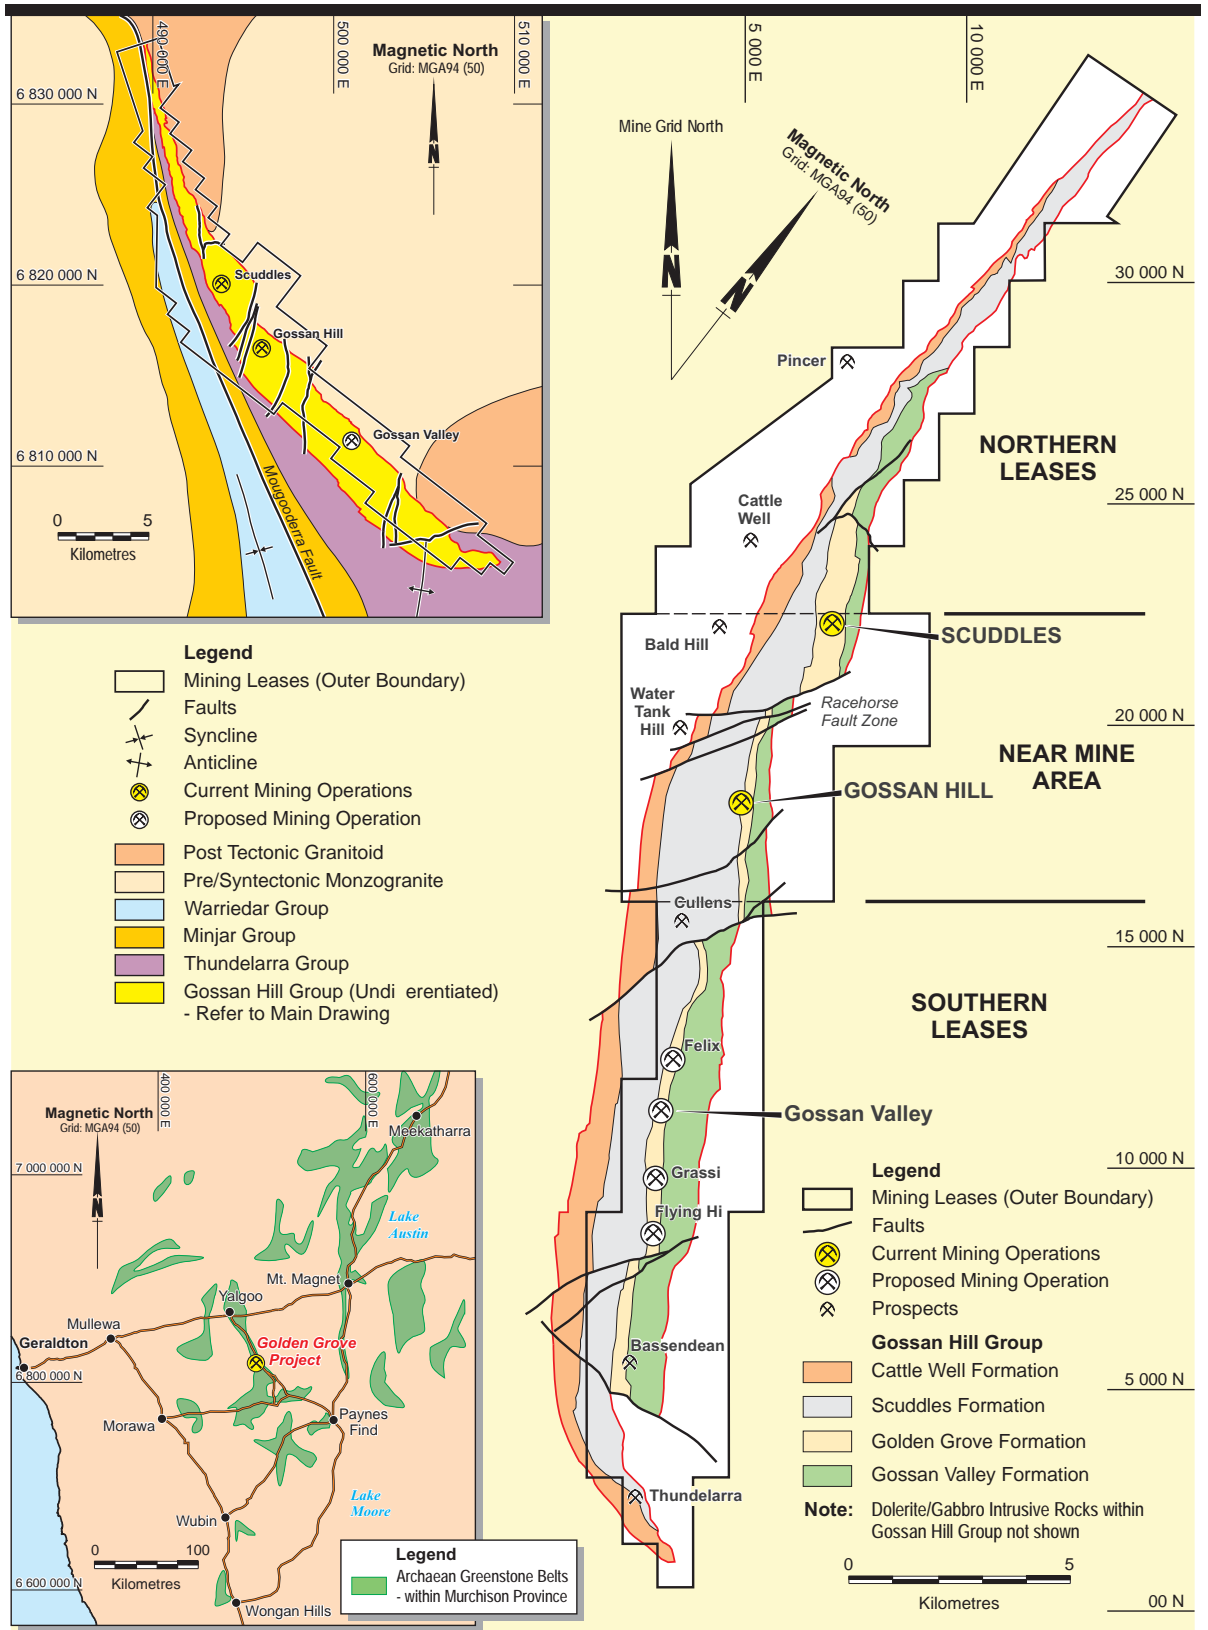 490 000 E
500 000 E
510 000 E
Magnetic North
Grid: MGA94 (50)
N
6 830 000 N
6 820 000 N
6 810 000 N
Scuddles
Gossan Hill
Gossan Valley
Mougooderra Fault
0 5
Kilometres
Legend
Mining Leases (Outer Boundary)
Faults
Syncline
Anticline
Current Mining Operations
Proposed Mining Operation
Post Tectonic Granitoid
Pre/Syntectonic Monzogranite
Warriedar Group
Minjar Group
Thundelarra Group
Gossan Hill Group (Undi erentiated)
- Refer to Main Drawing
400 000 E
600 000 E
Magnetic North
Grid: MGA94 (50)
N
7 000 000 N
6 800 000 N
6 600 000 N
Meekatharra
Lake
Austin
Mt. Magnet
Yalgoo
Mullewa
Geraldton
Golden Grove
Project
Morawa
Paynes
Find
Lake
Moore
Wubin
Wongan Hills
0 100
Kilometres
Legend
Archaean Greenstone Belts
- within Murchison Province
5 000 E
10 000 E
Mine Grid North
N
Magnetic North
Grid: MGA94 (50)
N
30 000 N
25 000 N
20 000 N
15 000 N
10 000 N
5 000 N
00 N
Pincer
NORTHERN
LEASES
Cattle
Well
Bald Hill
SCUDDLES
Water
Tank
Hill
Racehorse
Fault Zone
NEAR MINE
AREA
GOSSAN HILL
Cullens
SOUTHERN
LEASES
Felix
Gossan Valley
Grassi
Flying Hi
Bassendean
Thundelarra
Legend
Mining Leases (Outer Boundary)
Faults
Current Mining Operations
Proposed Mining Operation
Prospects
Gossan Hill Group
Cattle Well Formation
Scuddles Formation
Golden Grove Formation
Gossan Valley Formation
Note: Dolerite/Gabbro Intrusive Rocks within
Gossan Hill Group not shown
0 5
Kilometres